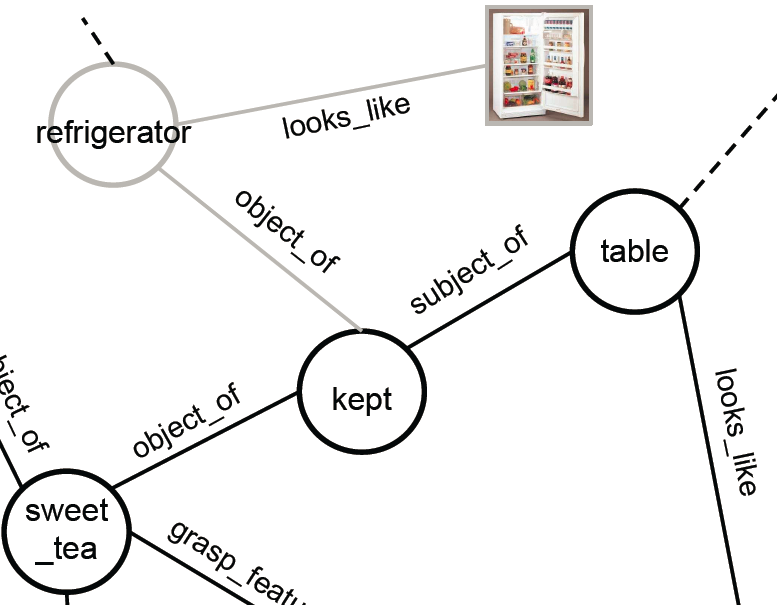 refrigerator
looks_like
object_of
subject_of
table
kept
looks_like
object_of
sweet
_tea